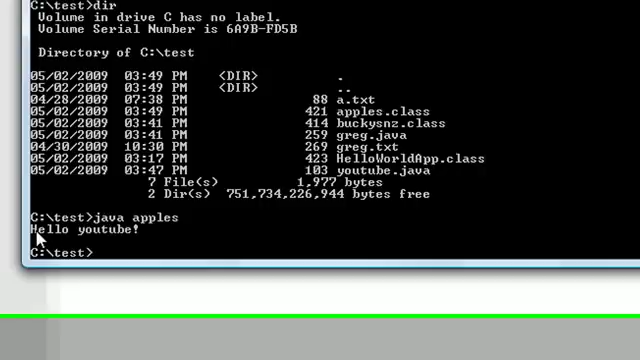 C:\test>dir
Volume in drive C has no label.
Volume Serial Number is 6A9B-FD5B
Directory of C:\test
05/02/2009 03:49 PM <DIR> .
05/02/2009 03:49 PM <DIR> ..
04/28/2009 07:38 PM 88 a.txt
05/02/2009 03:49 PM 421 apples.class
05/02/2009 03:41 PM 414 buckysnz.class
05/02/2009 03:41 PM 259 greg.java
04/30/2009 10:30 PM 269 greg.txt
05/02/2009 03:17 PM 423 HelloWorldApp.class
05/02/2009 03:47 PM 103 youtube.java
7 File(s) 1,977 bytes
2 Dir(s) 751,734,226,944 bytes free
C:\test>java apples
Hello youtube!
C:\test>